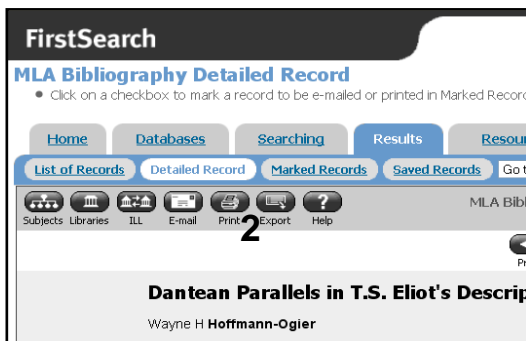 FirstSearch
MLA Bibliography Detailed Record
• Click on a checkbox to mark a record to be e-mailed or printed in Marked Record
Home Databases Searching Results Resour
List of Records Detailed Record Marked Records Saved Records Go t
Subjects Libraries ILL E-mail Print Export Help MLA Bibl
2
Pr
Dantean Parallels in T.S. Eliot's Descrip
Wayne H Hoffmann-Ogier